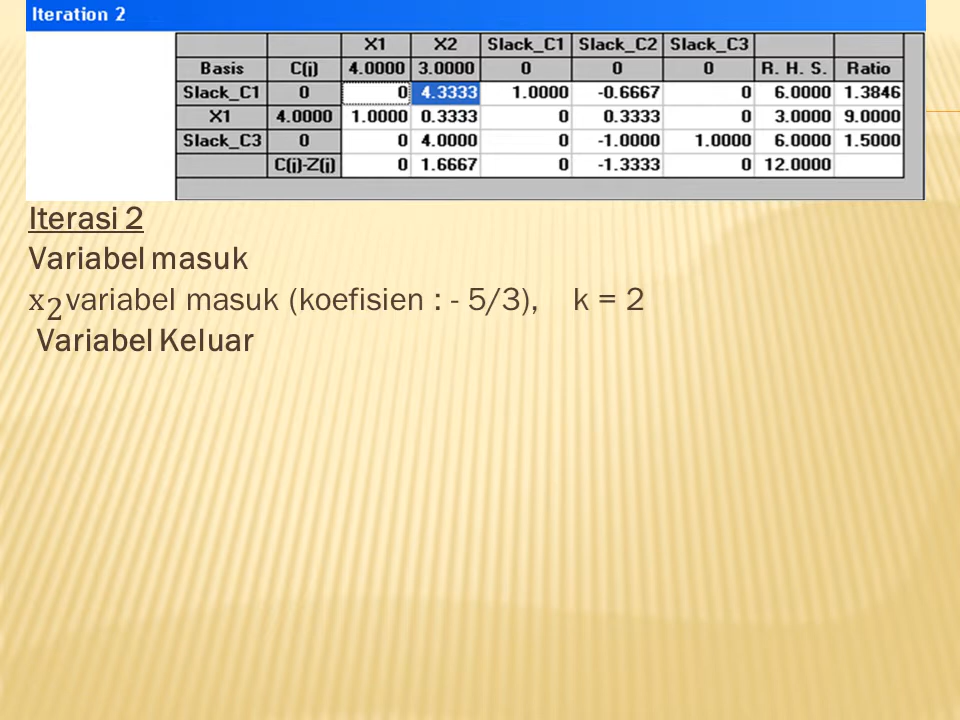 Iteration 2
X1 X2 Slack_C1 Slack_C2 Slack_C3
Basis C(j) 4.0000 3.0000 0 0 0 R. H. S. Ratio
Slack_C1 0 0 4.3333 1.0000 -0.6667 0 6.0000 1.3846
X1 4.0000 1.0000 0.3333 0 0.3333 0 3.0000 9.0000
Slack_C3 0 0 4.0000 0 -1.0000 1.0000 6.0000 1.5000
C(j)-Z(j) 0 1.6667 0 -1.3333 0 12.0000
Iterasi 2
Variabel masuk
x2 variabel masuk (koefisien : - 5/3), k = 2
Variabel Keluar